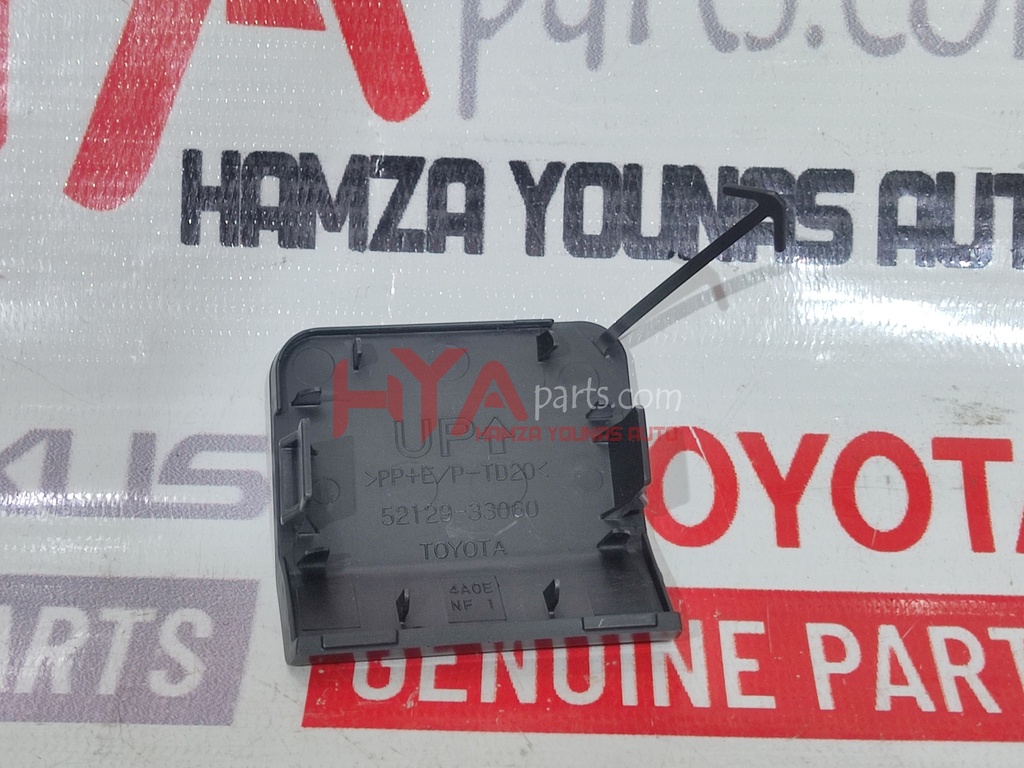 parts.com
HAMZA YOUNAS AUT
HYA parts.com
HAMZA YOUNAS AUTO
UP↑
>PP+E/P-TD20<
52129-33060
TOYOTA
4A0E
NF 1
XUS
TOYOTA
PARTS
GENUINE PART